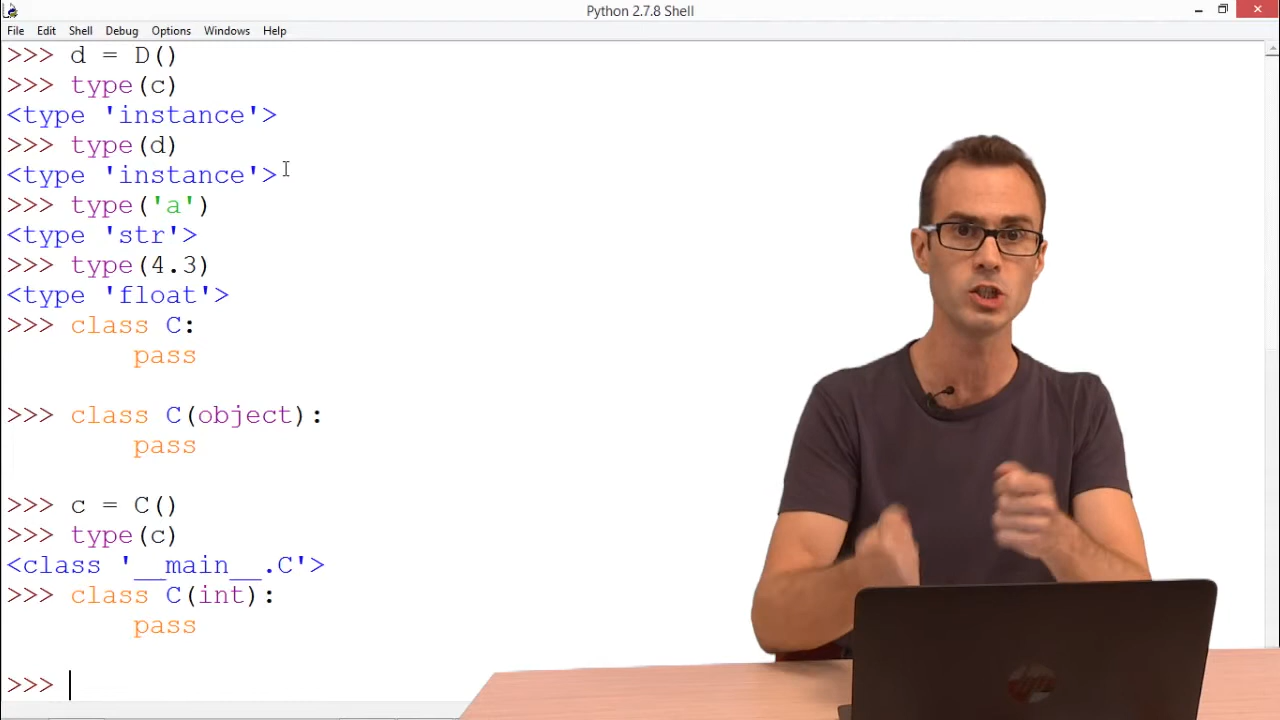 Python 2.7.8 Shell
File Edit Shell Debug Options Windows Help
>>> d = D()
>>> type(c)
<type 'instance'>
>>> type(d)
<type 'instance'>
>>> type('a')
<type 'str'>
>>> type(4.3)
<type 'float'>
>>> class C:
pass
>>> class C(object):
pass
>>> c = C()
>>> type(c)
<class '__main__.C'>
>>> class C(int):
pass
>>>
hp